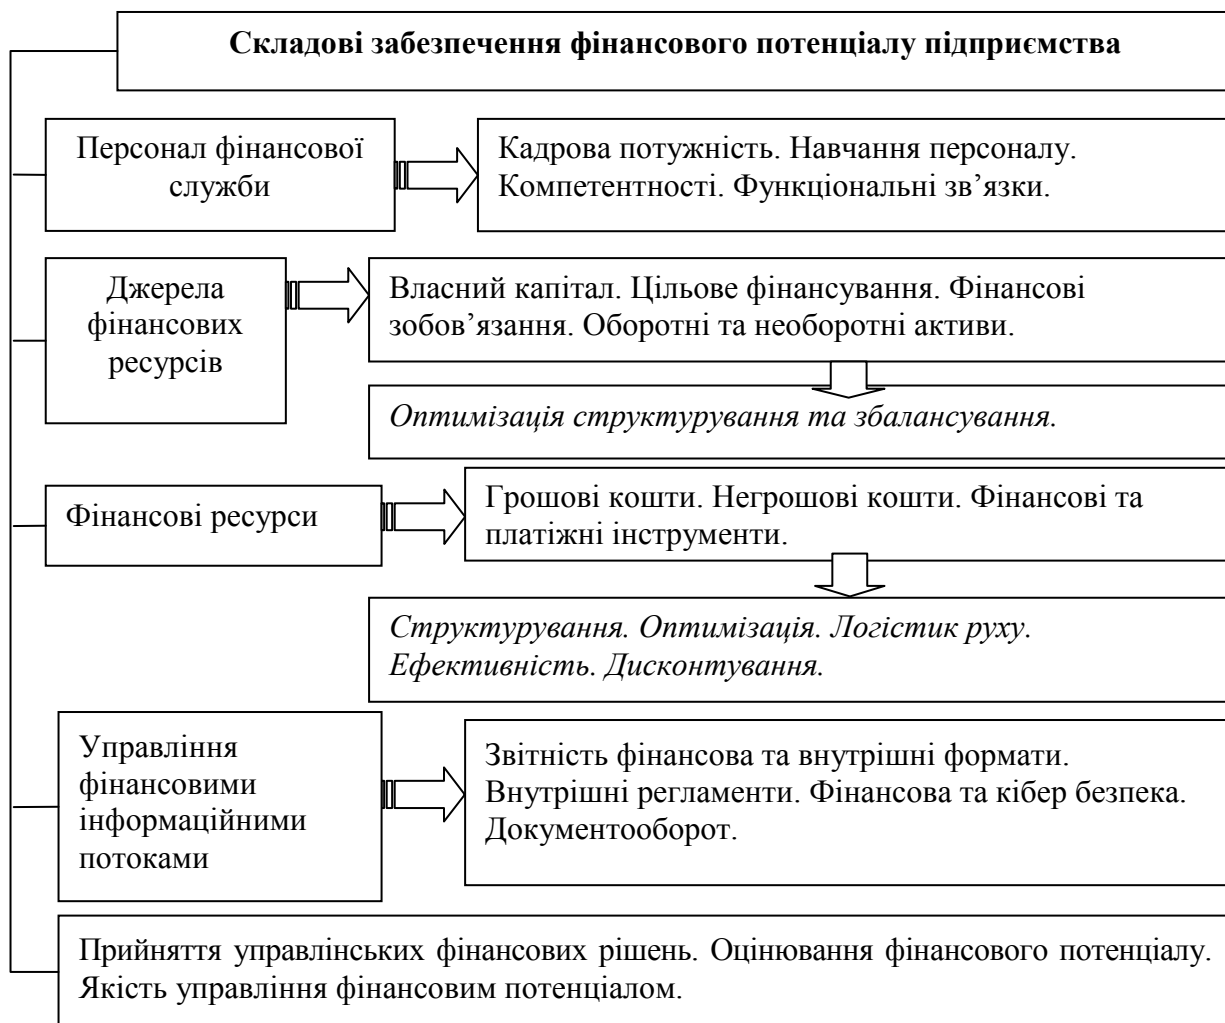 Складові забезпечення фінансового потенціалу підприємства
Персонал фінансової
служби
Кадрова потужність. Навчання персоналу.
Компетентності. Функціональні зв’язки.
Джерела
фінансових
ресурсів
Власний капітал. Цільове фінансування. Фінансові
зобов’язання. Оборотні та необоротні активи.
Оптимізація структурування та збалансування.
Фінансові ресурси
Грошові кошти. Негрошові кошти. Фінансові та
платіжні інструменти.
Структурування. Оптимізація. Логістик руху.
Ефективність. Дисконтування.
Управління
фінансовими
інформаційними
потоками
Звітність фінансова та внутрішні формати.
Внутрішні регламенти. Фінансова та кібер безпека.
Документооборот.
Прийняття управлінських фінансових рішень. Оцінювання фінансового потенціалу.
Якість управління фінансовим потенціалом.